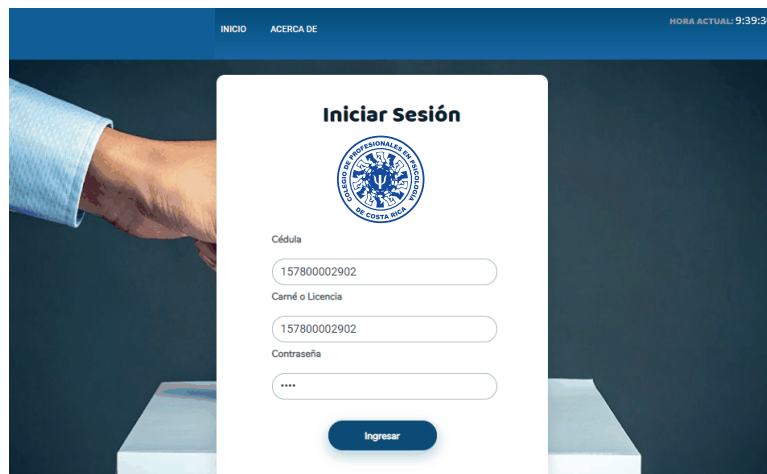 INICIO ACERCA DE HORA ACTUAL: 9:39:3
Iniciar Sesión
COLEGIO DE PROFESIONALES EN PSICOLOGÍA
DE COSTA RICA
Cédula
157800002902
Carné o Licencia
157800002902
Contraseña
••••
Ingresar